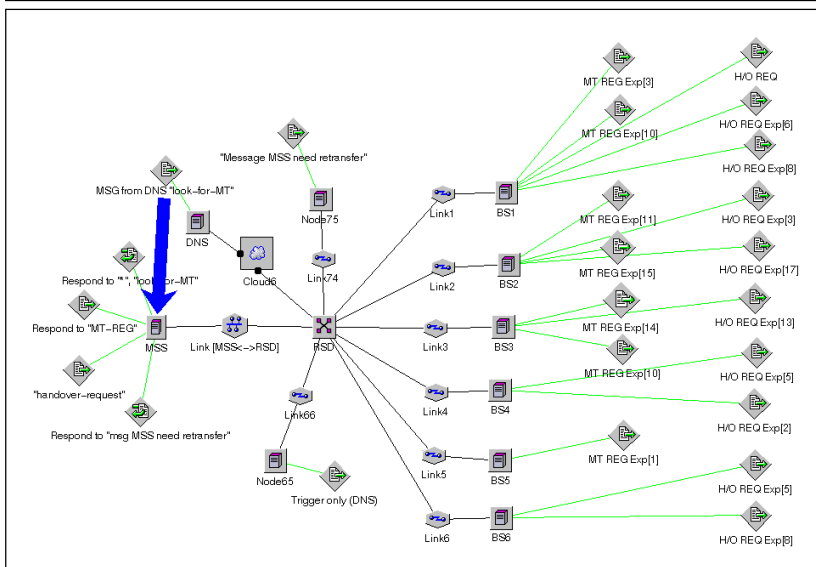 MT REG Exp[3]
H/O REQ
MT REG Exp[10]
H/O REQ Exp[6]
"Message MSS need retransfer"
H/O REQ Exp[8]
MSG from DNS "look-for-MT"
Link1
BS1
Node75
MT REG Exp[11]
H/O REQ Exp[3]
DNS
Cloud6
Link74
Link2
BS2
MT REG Exp[15]
H/O REQ Exp[17]
Respond to "*", "look-for-MT"
Respond to "MT-REG"
MSS
Link [MSS<->RSD]
RSD
Link3
BS3
MT REG Exp[14]
H/O REQ Exp[13]
"handover-request"
MT REG Exp[10]
H/O REQ Exp[5]
Link66
Link4
BS4
Respond to "msg MSS need retransfer"
H/O REQ Exp[2]
Node65
Trigger only (DNS)
Link5
BS5
MT REG Exp[1]
H/O REQ Exp[5]
Link6
BS6
H/O REQ Exp[8]